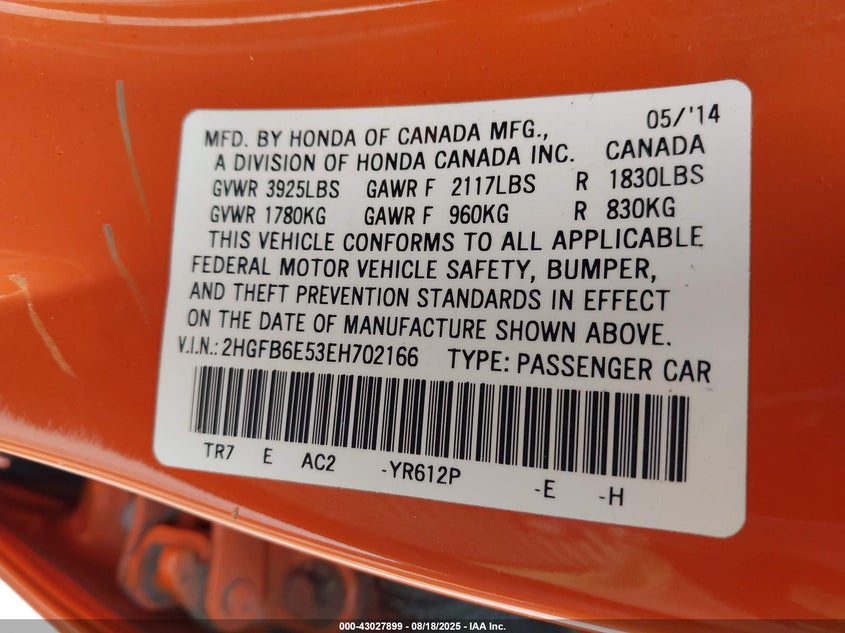 05/'14
MFD. BY HONDA OF CANADA MFG.,
A DIVISION OF HONDA CANADA INC. CANADA
GVWR 3925LBS GAWR F 2117LBS R 1830LBS
GVWR 1780KG GAWR F 960KG R 830KG
THIS VEHICLE CONFORMS TO ALL APPLICABLE
FEDERAL MOTOR VEHICLE SAFETY, BUMPER,
AND THEFT PREVENTION STANDARDS IN EFFECT
ON THE DATE OF MANUFACTURE SHOWN ABOVE.
V.I.N.: 2HGFB6E53EH702166 TYPE: PASSENGER CAR
TR7 E AC2 -YR612P -E -H
000-43027899 - 08/18/2025 - IAA Inc.